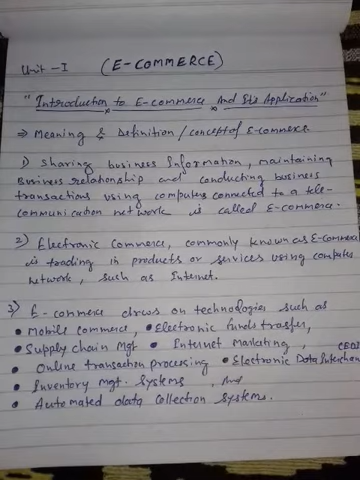 Unit-I (E-COMMERCE)
"Introduction to E-commerce And Its Application"
⇒ Meaning & Definition/concept of E-commerce.
1) Sharing business Information, maintaining
Business relationship and conducting business
transactions using computers connected to a tele-
communication network is called E-commerce.
2) Electronic Commerce, commonly known as E-commerce
is trading in products or services using computer
network, such as Internet.
3) E-commerce draws on technologies such as
• Mobile commerce, • Electronic funds trasfer,
• Supply chain Mgt • Internet marketing,
• Online transaction processing • Electronic Data Interchan (EDI)
• Inventory mgt. Systems, And
• Automated data collection systems.